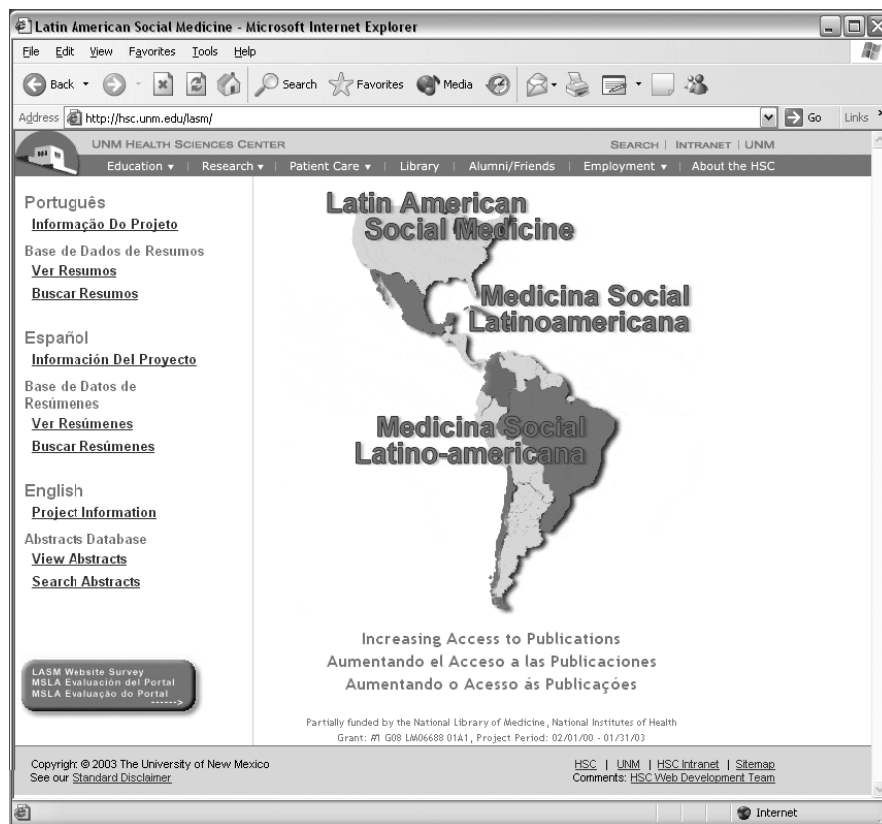 Latin American Social Medicine - Microsoft Internet Explorer
File Edit View Favorites Tools Help
Back Search Favorites Media
Address http://hsc.unm.edu/lasm/ Go Links
UNM HEALTH SCIENCES CENTER SEARCH | INTRANET | UNM
Education | Research | Patient Care | Library | Alumni/Friends | Employment | About the HSC
Português
Informação Do Projeto
Base de Dados de Resumos
Ver Resumos
Buscar Resumos
Español
Información Del Proyecto
Base de Datos de
Resúmenes
Ver Resúmenes
Buscar Resúmenes
English
Project Information
Abstracts Database
View Abstracts
Search Abstracts
LASM Website Survey
MSLA Evaluación del Portal
MSLA Evaluação do Portal
------>
Latin American
Social Medicine
Medicina Social
Latinoamericana
Medicina Social
Latino-americana
Increasing Access to Publications
Aumentando el Acceso a las Publicaciones
Aumentando o Acesso ás Publicações
Partially funded by the National Library of Medicine, National Institutes of Health
Grant: #1 G08 LM06688 01A1, Project Period: 02/01/00 - 01/31/03
Copyright © 2003 The University of New Mexico
See our Standard Disclaimer
HSC | UNM | HSC Intranet | Sitemap
Comments: HSC Web Development Team
Internet